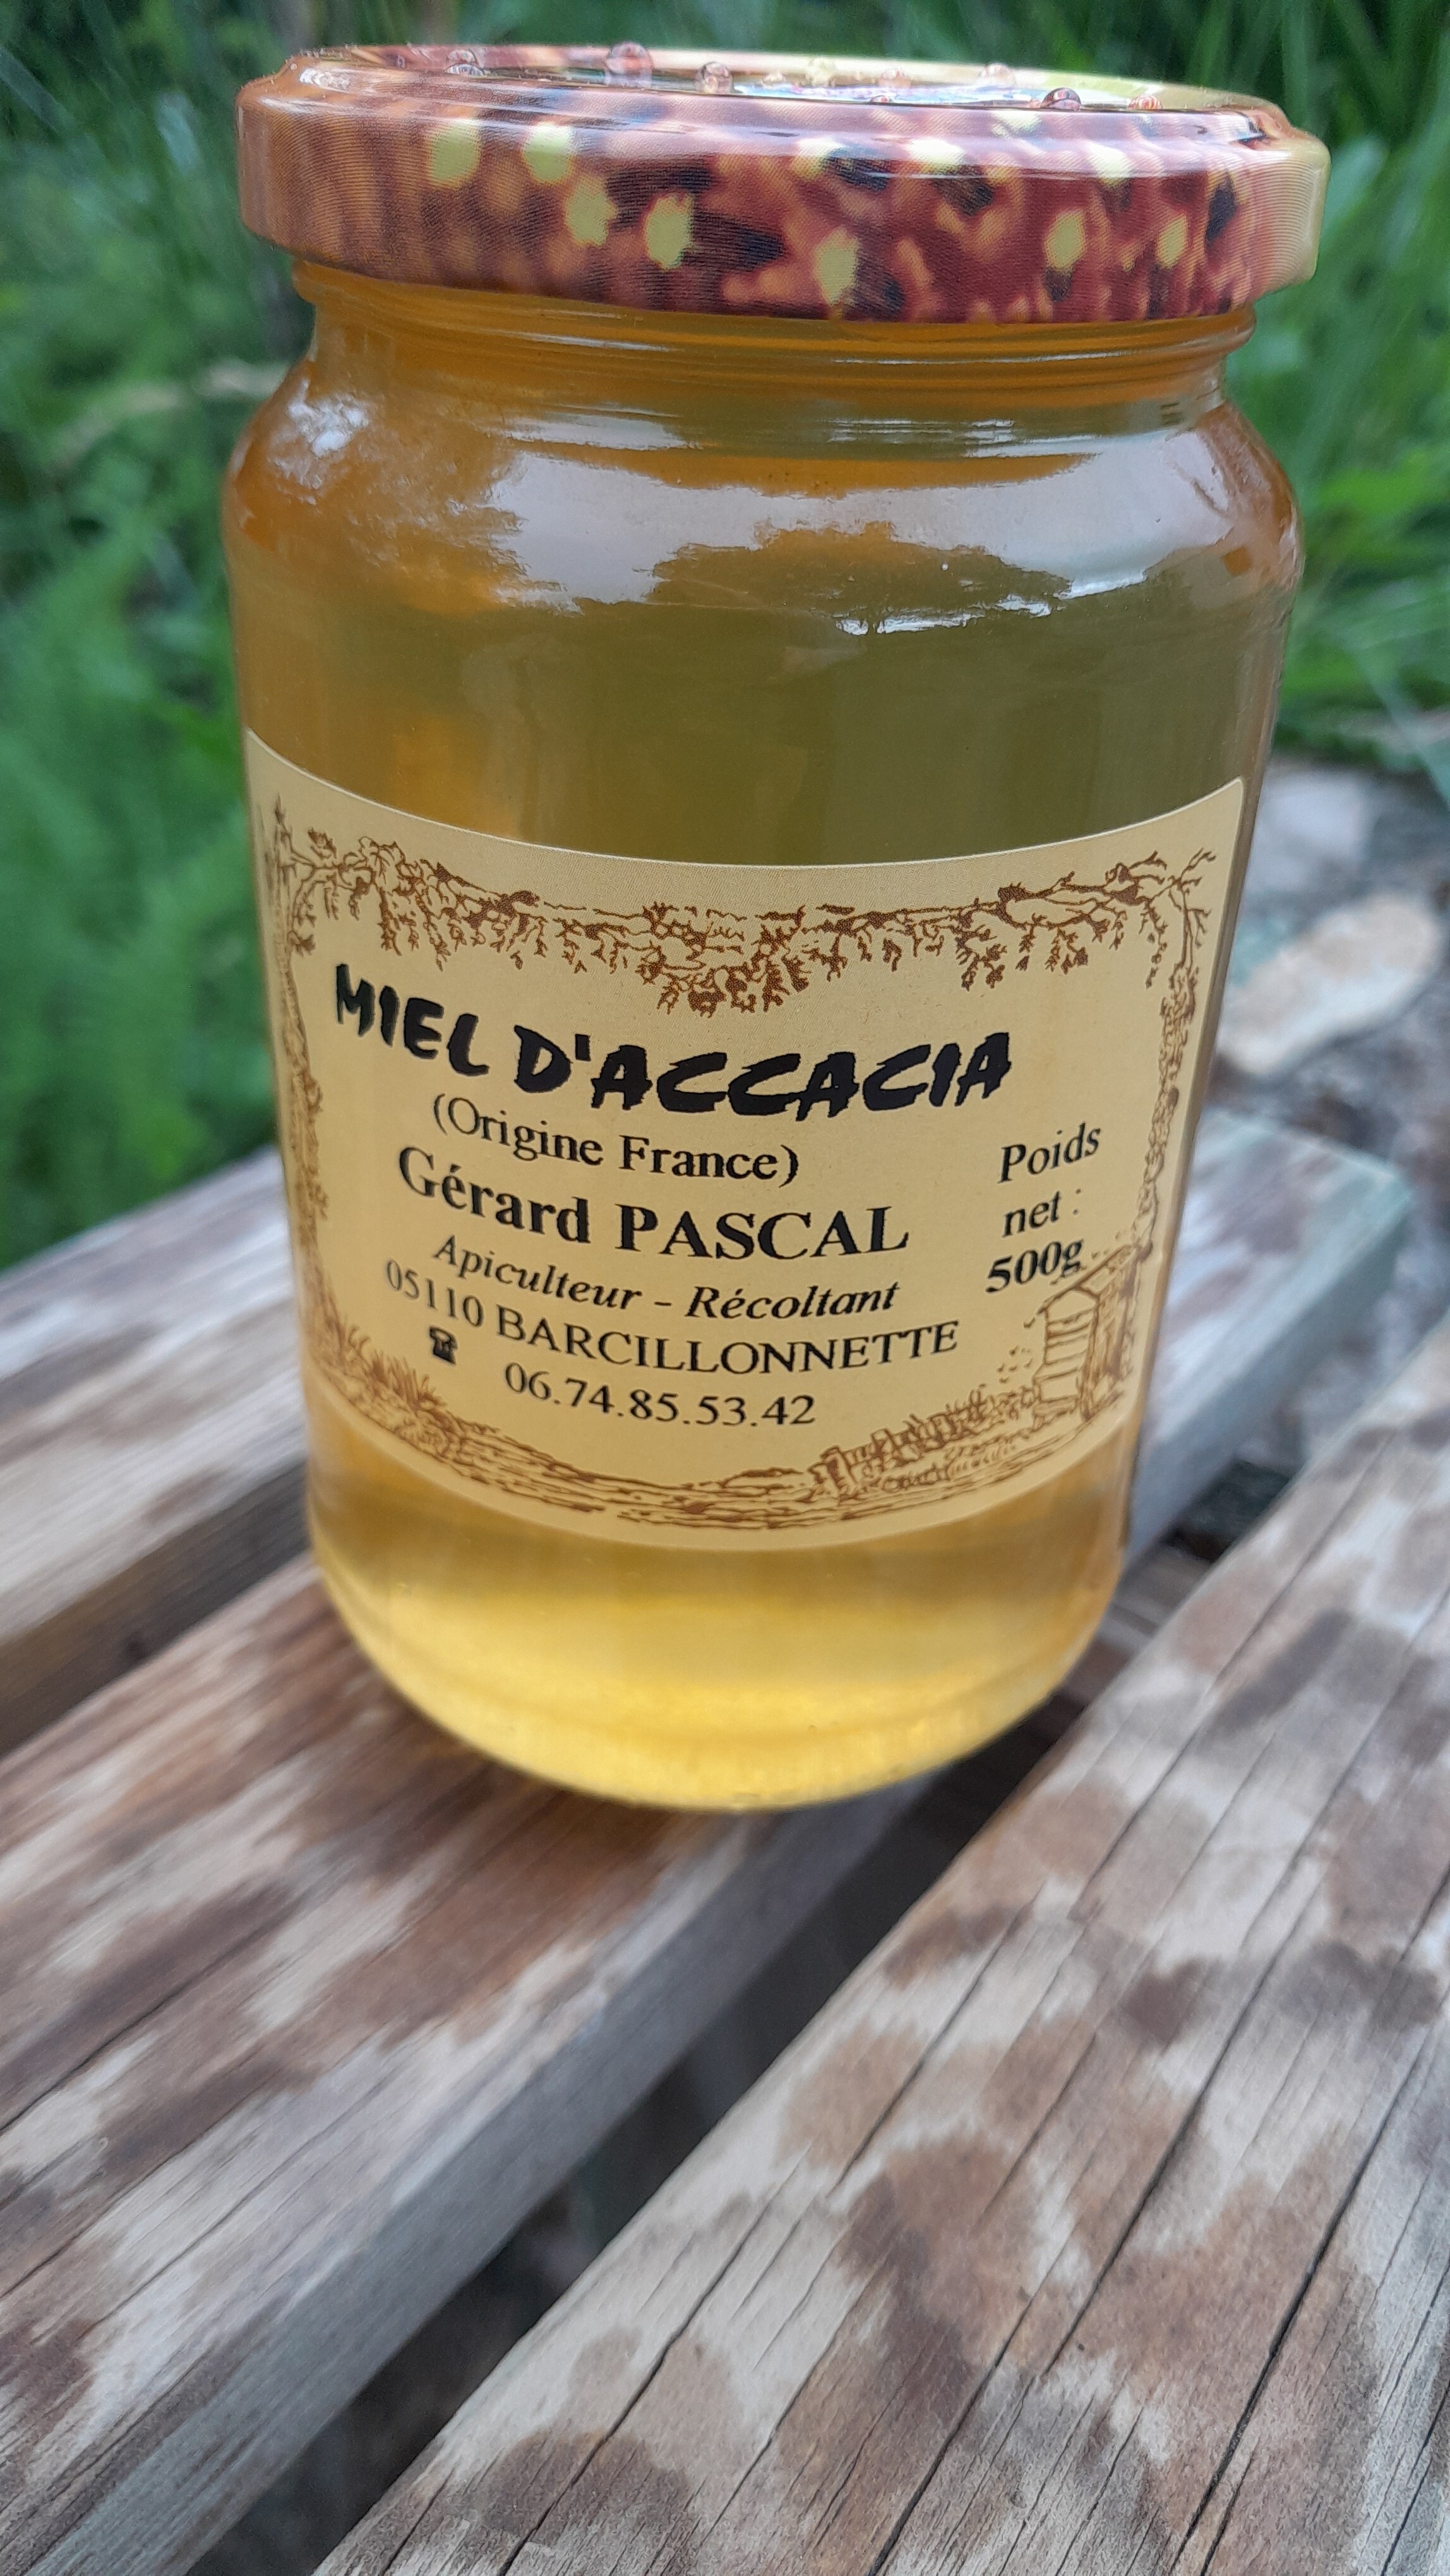 MIEL D'ACCACIA
(Origine France)
Gérard PASCAL
Apiculteur - Récoltant
05110 BARCILLONNETTE
☎ 06.74.85.53.42
Poids
net :
500g